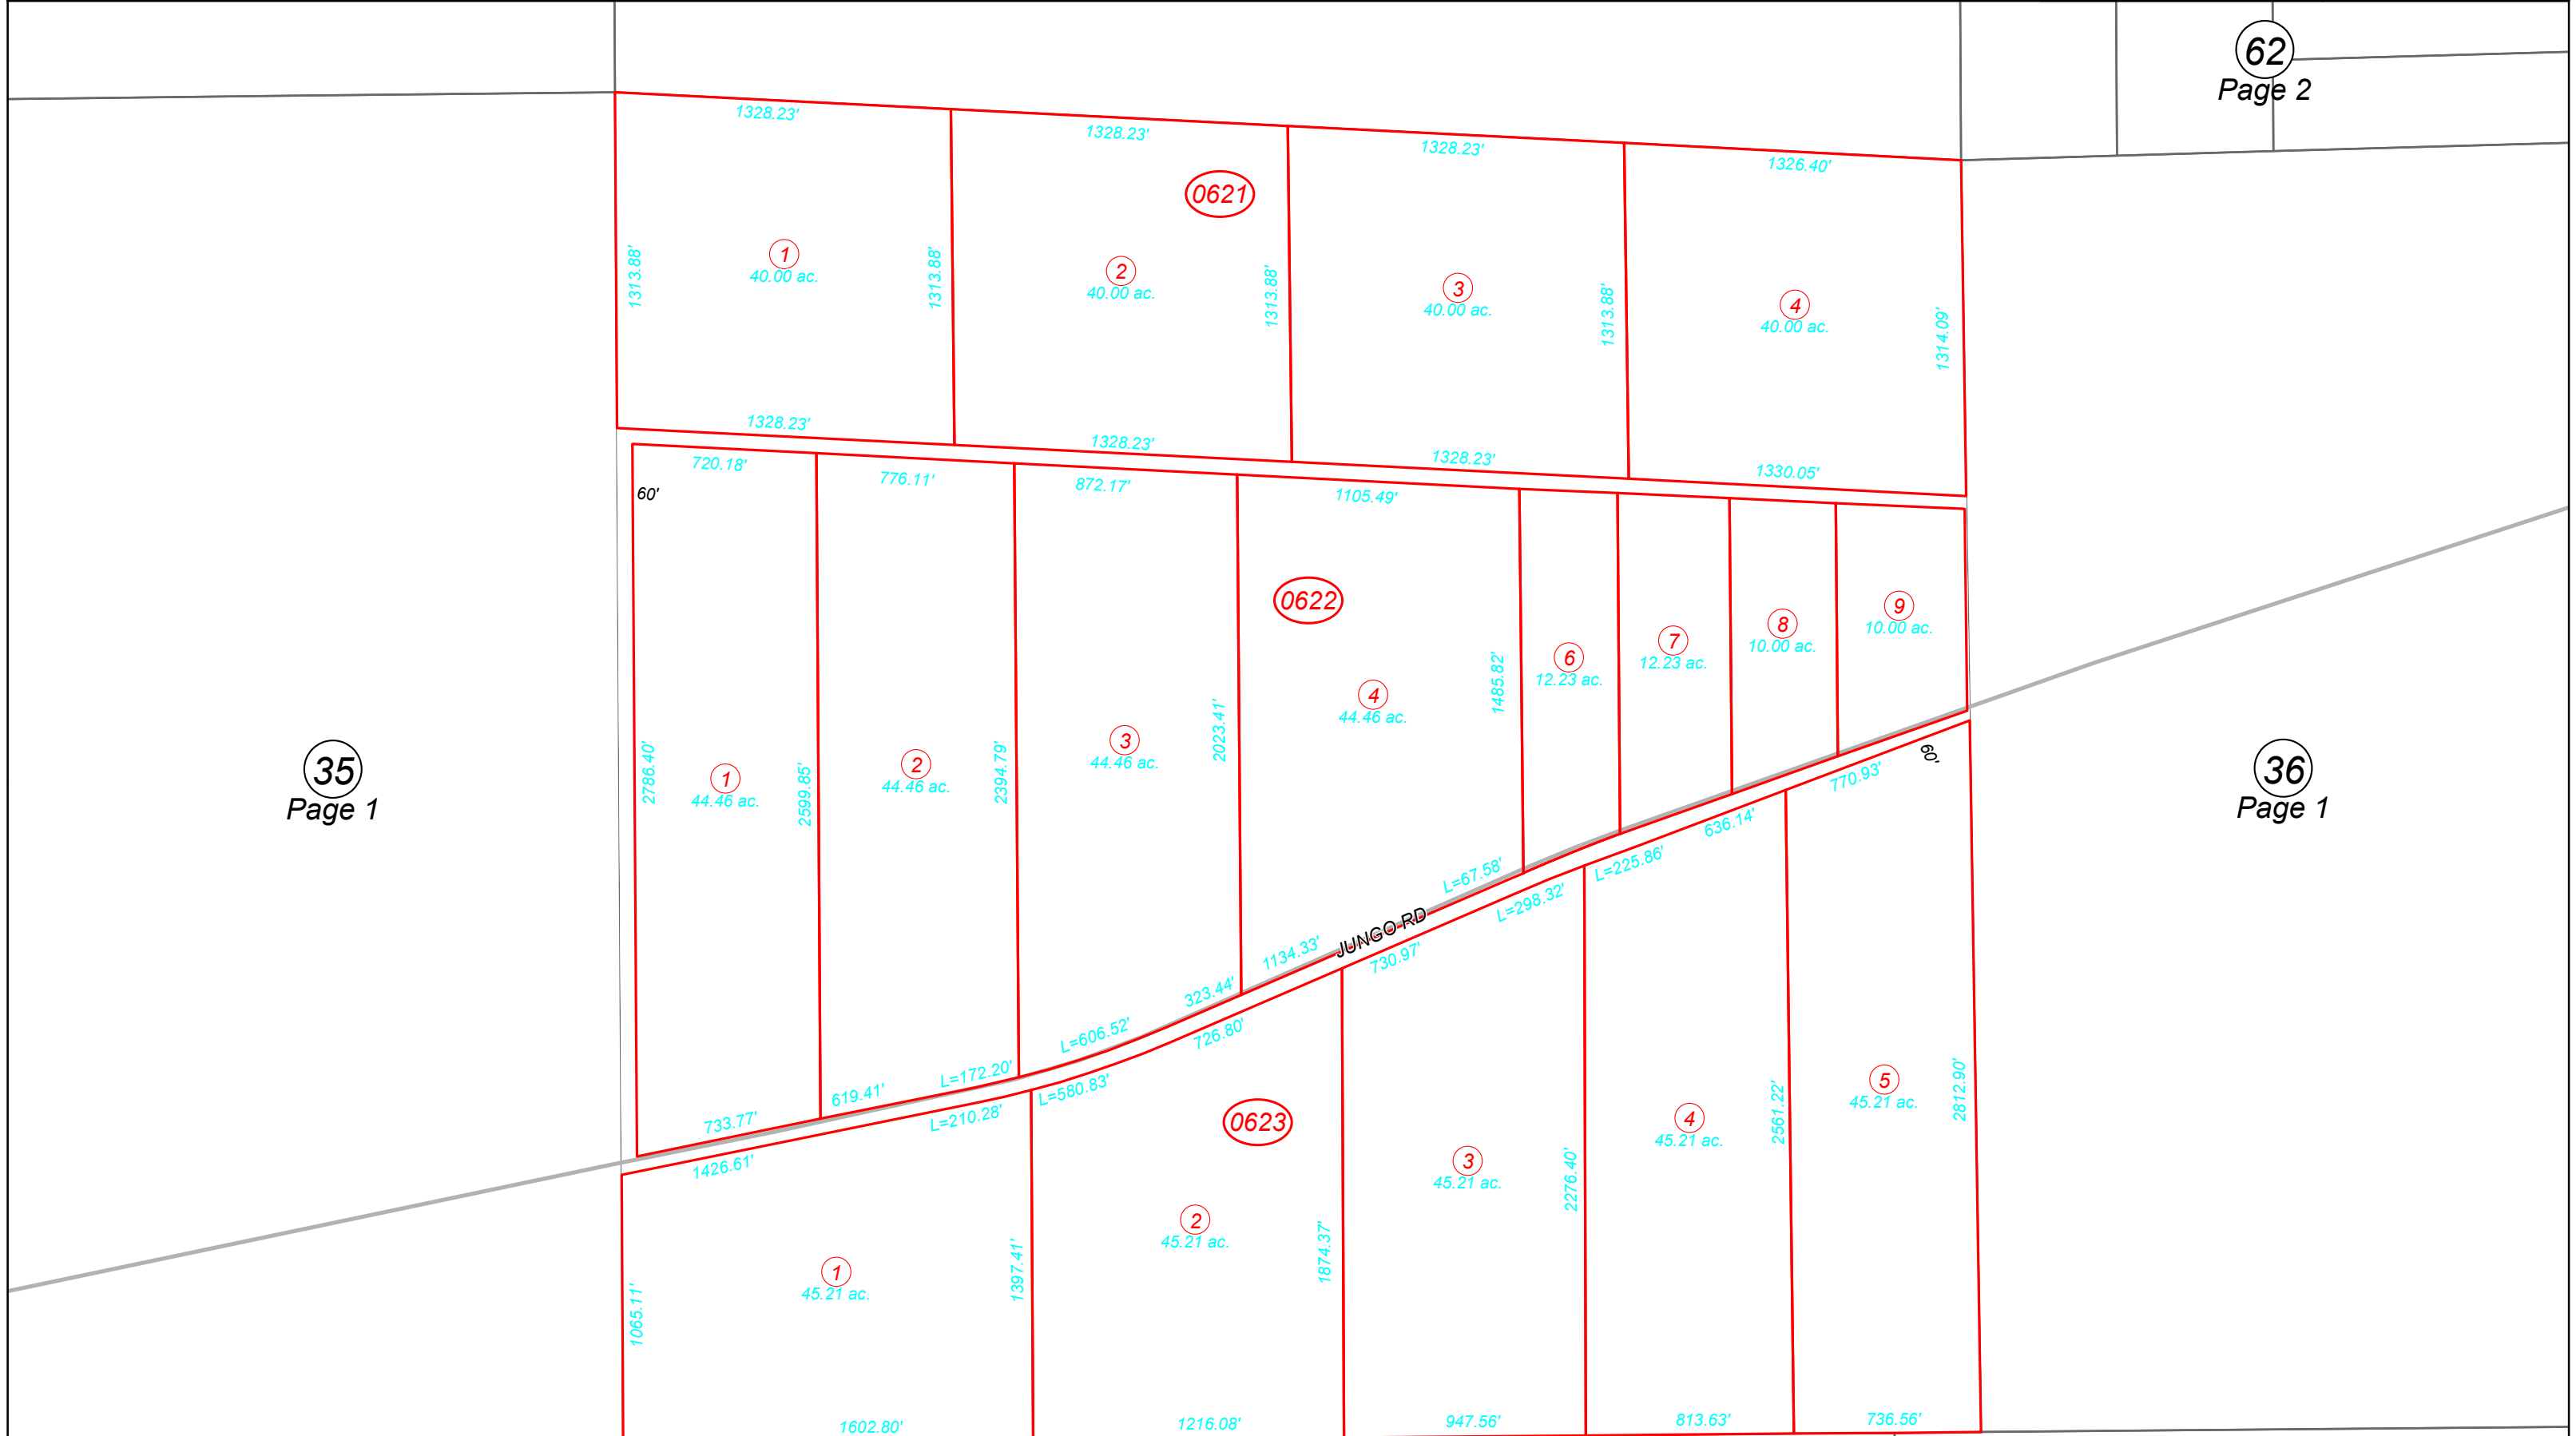 62
Page 2
1328.23'
1328.23'
1328.23'
1326.40'
0621
1
40.00 ac.
2
40.00 ac.
3
40.00 ac.
4
40.00 ac.
1313.88'
1313.88'
1313.88'
1313.88'
1314.09'
1328.23'
1328.23'
1328.23'
1330.05'
720.18'
776.11'
872.17'
1105.49'
60'
0622
9
10.00 ac.
8
10.00 ac.
7
12.23 ac.
6
12.23 ac.
1485.82'
4
44.46 ac.
2023.41'
3
44.46 ac.
2394.79'
2
44.46 ac.
2599.85'
1
44.46 ac.
2786.40'
35
Page 1
36
Page 1
60'
770.93'
636.14'
L=225.86'
L=67.58'
L=298.32'
JUNGO RD
730.97'
1134.33'
323.44'
726.80'
L=606.52'
L=172.20'
L=580.83'
619.41'
L=210.28'
733.77'
1426.61'
0623
5
45.21 ac.
2812.90'
4
45.21 ac.
2561.22'
3
45.21 ac.
2276.40'
2
45.21 ac.
1874.37'
1
45.21 ac.
1397.41'
1065.11'
1602.80'
1216.08'
947.56'
813.63'
736.56'